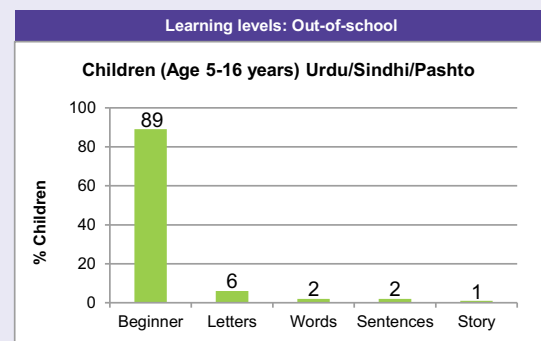 Learning levels: Out-of-school
Children (Age 5-16 years) Urdu/Sindhi/Pashto
% Children
100
80
60
40
20
0
89
6
2
2
1
Beginner Letters Words Sentences Story